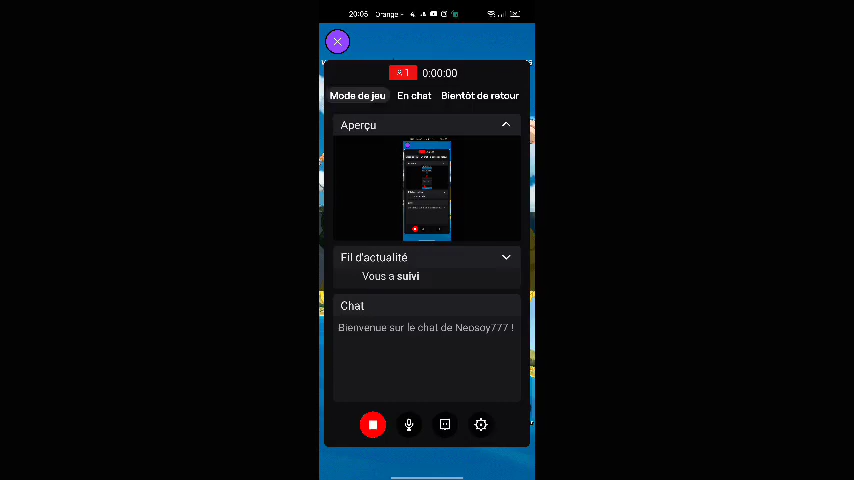 20:05 Orange
1 0:00:00
Mode de jeu En chat Bientôt de retour
Aperçu
Fil d'actualité
Vous a suivi
Chat
Bienvenue sur le chat de Neosoy777 !